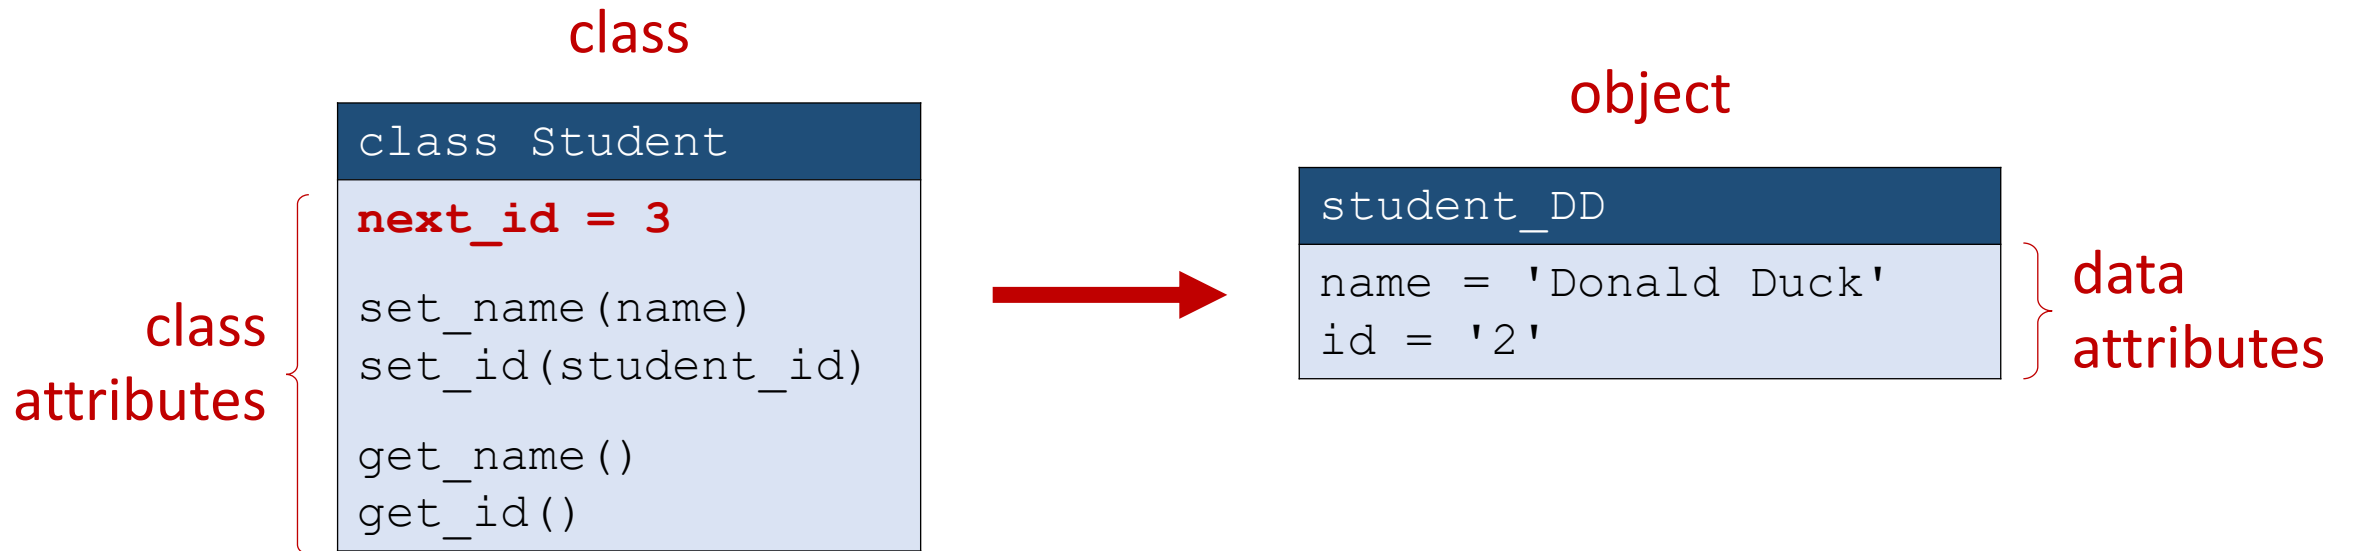 class
class Student
next_id = 3
set_name(name)
set_id(student_id)
get_name()
get_id()
class
attributes
object
student_DD
name = 'Donald Duck'
id = '2'
data
attributes